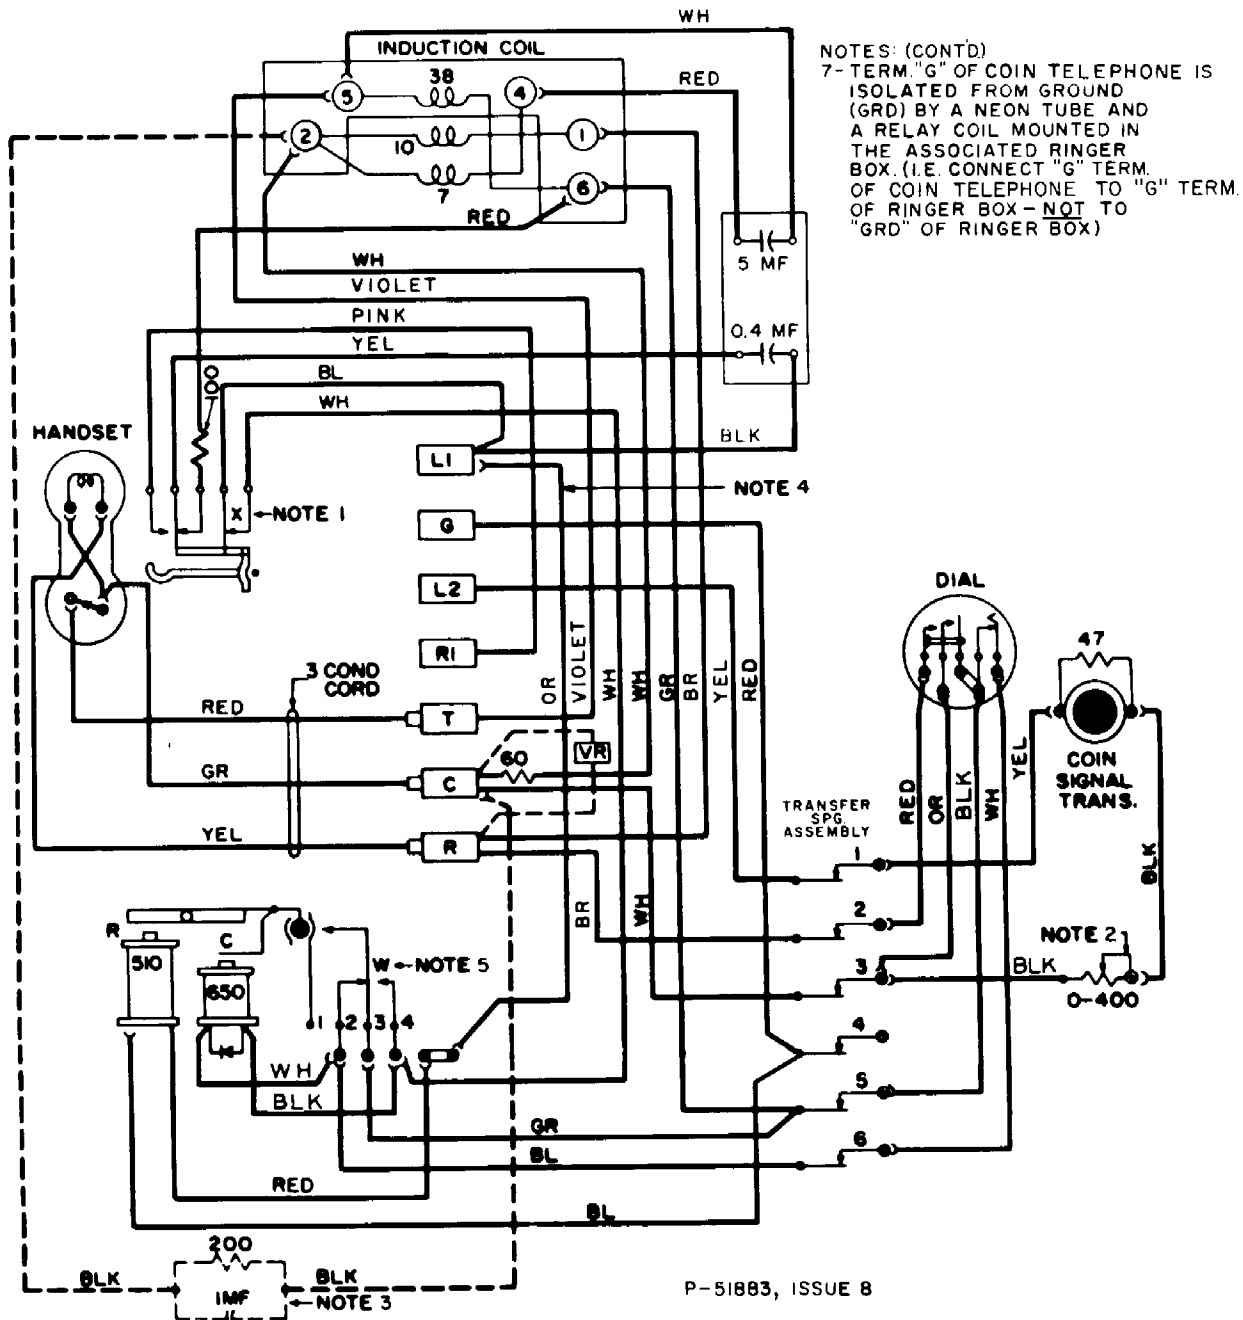 WH
INDUCTION COIL
NOTES: (CONT'D)
7-TERM. "G" OF COIN TELEPHONE IS
ISOLATED FROM GROUND
(GRD) BY A NEON TUBE AND
A RELAY COIL MOUNTED IN
THE ASSOCIATED RINGER
BOX. (I.E. CONNECT "G" TERM.
OF COIN TELEPHONE TO "G" TERM.
OF RINGER BOX - NOT TO
"GRD" OF RINGER BOX)
38
5
4
RED
2
10
1
7
6
RED
WH
5 MF
VIOLET
PINK
0.4 MF
YEL
100
BL
WH
HANDSET
BLK
L1
NOTE 4
X
NOTE 1
G
L2
DIAL
R1
47
3 COND
CORD
OR
VIOLET
WH
WH
GR
BR
YEL
RED
RED
T
VR
60
GR
C
COIN
SIGNAL
TRANS.
RED
OR
BLK
WH
YEL
TRANSFER
SPG.
ASSEMBLY
YEL
R
1
BLK
BR
WH
2
R
C
510
W
NOTE 5
NOTE 2
650
3
BLK
0-400
1
2
3
4
4
WH
5
BLK
GR
6
BL
RED
BL
200
BLK
BLK
1MF
NOTE 3
P-51883, ISSUE 8